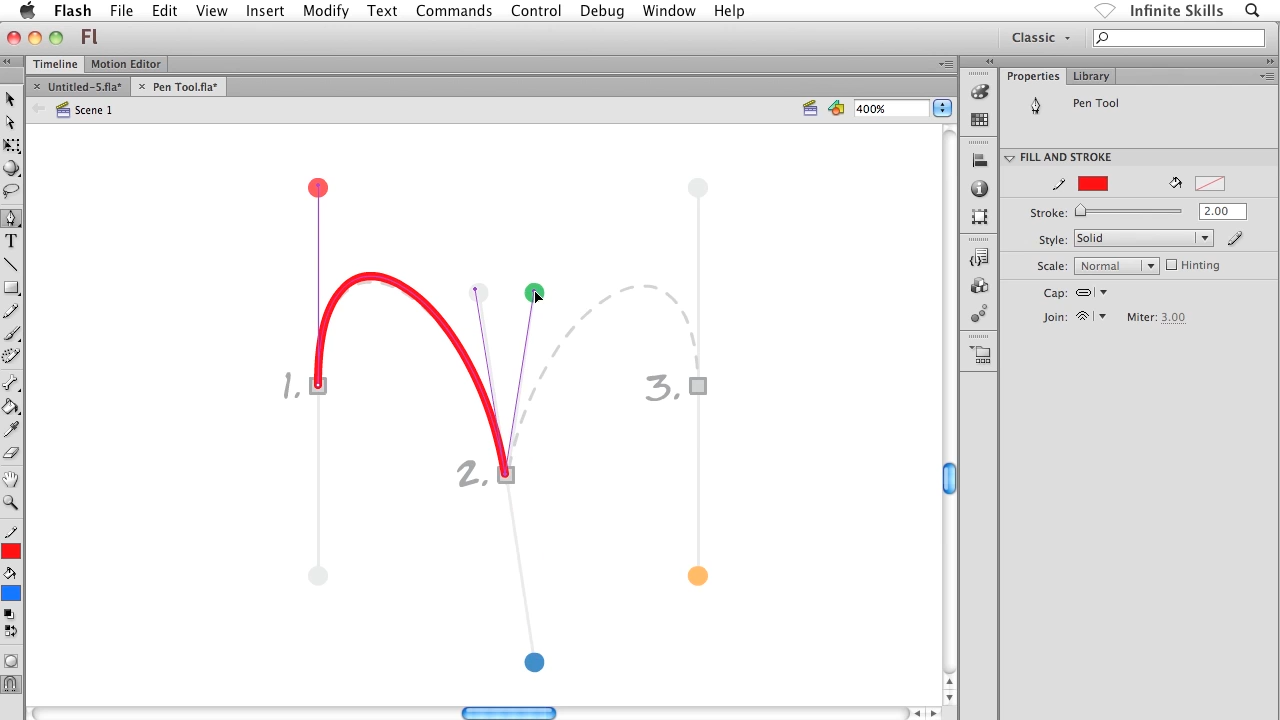 Flash File Edit View Insert Modify Text Commands Control Debug Window Help Infinite Skills
Fl Classic
Timeline Motion Editor
Untitled-5.fla* Pen Tool.fla*
Scene 1 400%
Properties Library
Pen Tool
FILL AND STROKE
Stroke: 2.00
Style: Solid
Scale: Normal Hinting
Cap:
Join: Miter: 3.00
T
1.
2.
3.